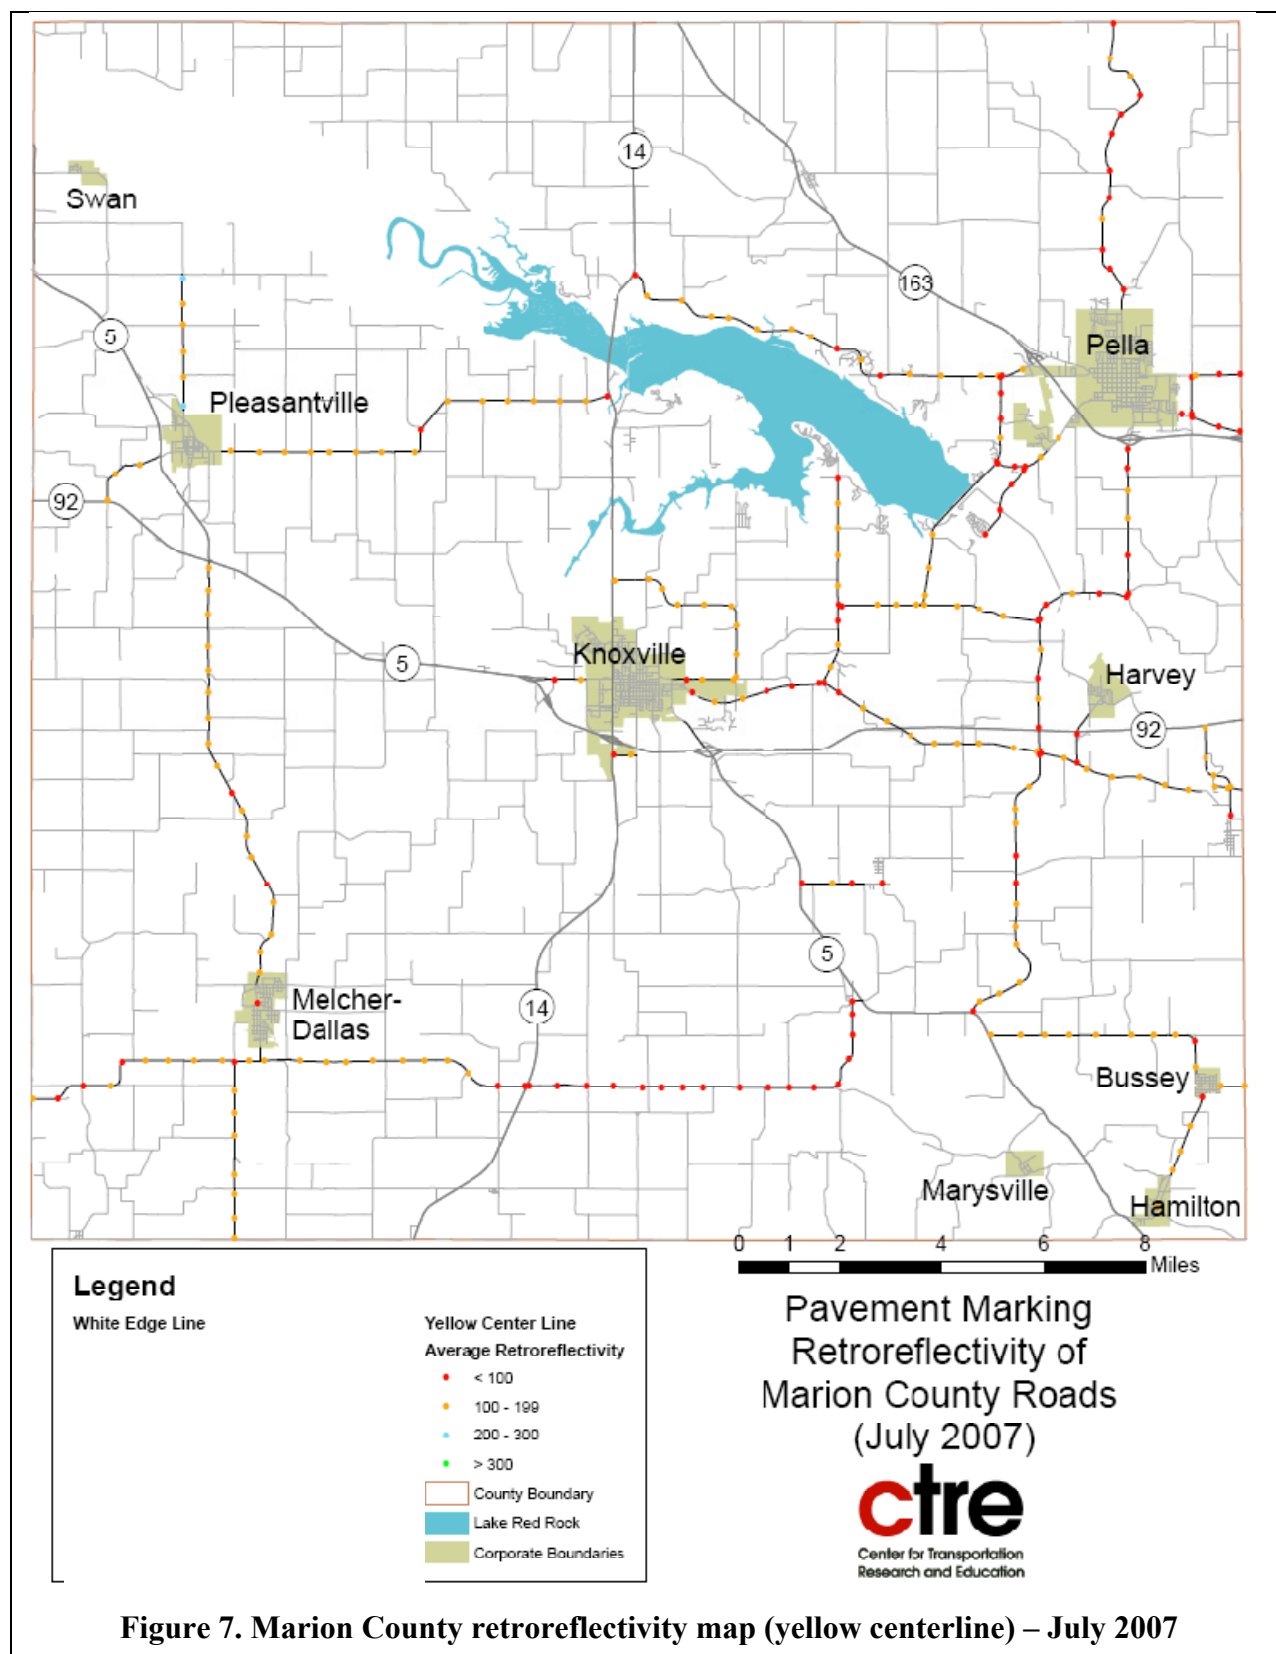 14
Swan
163
5
Pella
Pleasantville
92
Knoxville
5
Harvey
92
5
Melcher-
Dallas
14
Bussey
Marysville
Hamilton
0 1 2 4 6 8
Miles
Legend
White Edge Line
Yellow Center Line
Average Retroreflectivity
< 100
100 - 199
200 - 300
> 300
County Boundary
Lake Red Rock
Corporate Boundaries
Pavement Marking
Retroreflectivity of
Marion County Roads
(July 2007)
ctre
Center for Transportation
Research and Education
Figure 7. Marion County retroreflectivity map (yellow centerline) – July 2007